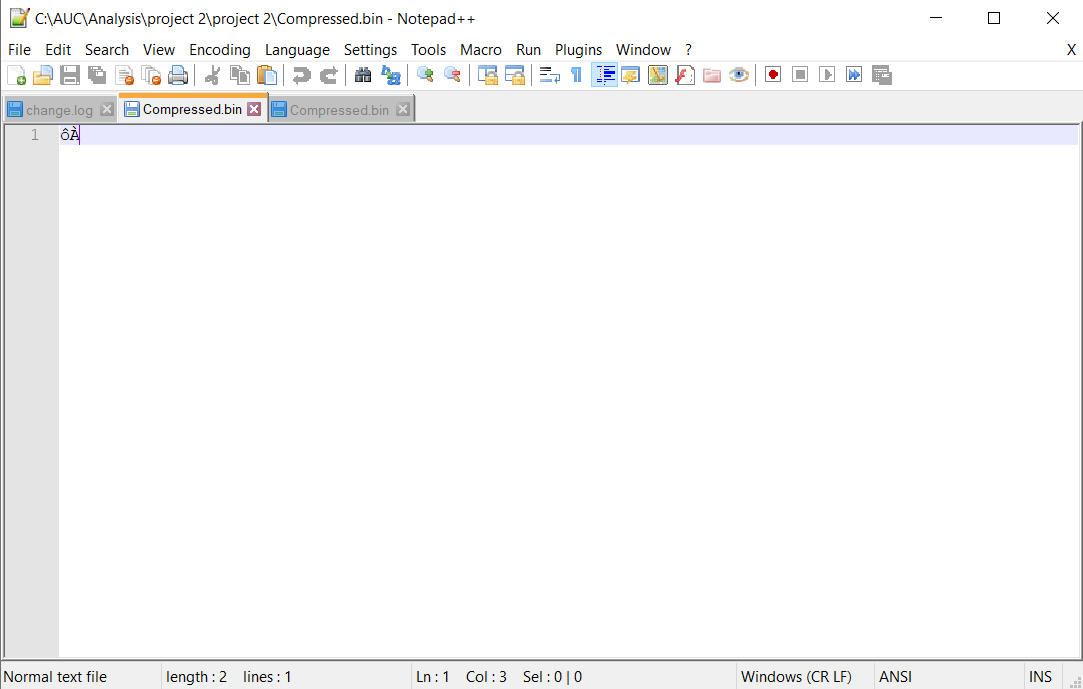 C:\AUC\Analysis\project 2\project 2\Compressed.bin - Notepad++
File Edit Search View Encoding Language Settings Tools Macro Run Plugins Window ? X
change.log Compressed.bin Compressed.bin
1 ôÀ
Normal text file length : 2 lines : 1 Ln : 1 Col : 3 Sel : 0 | 0 Windows (CR LF) ANSI INS